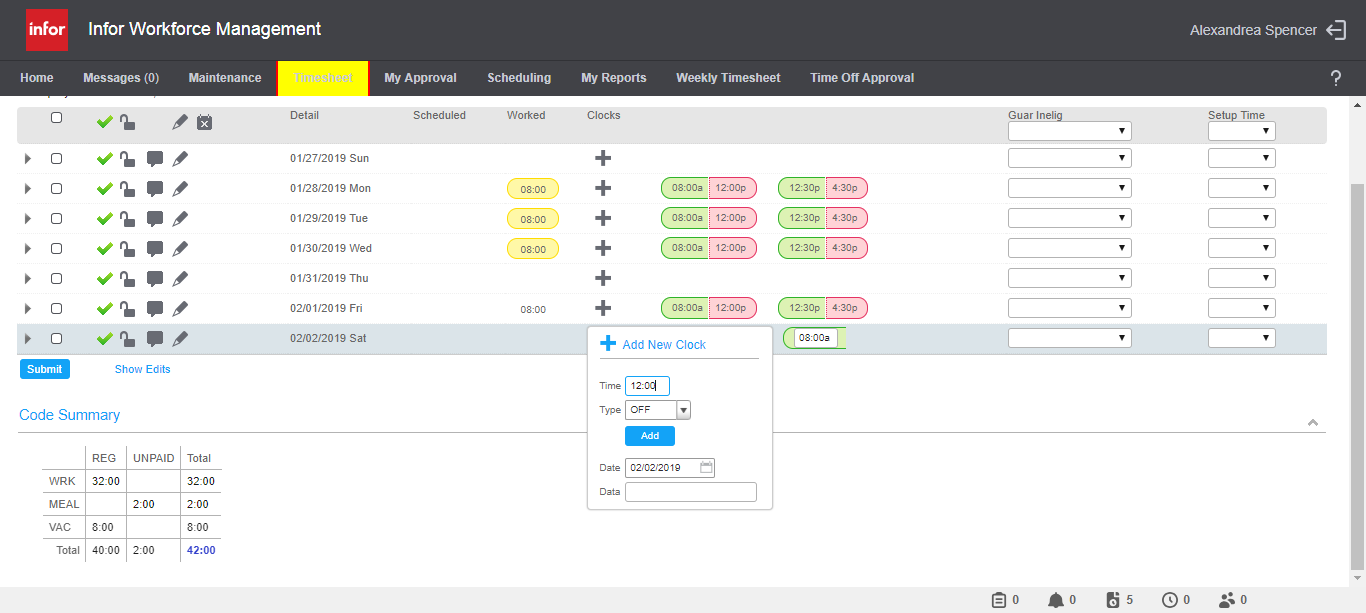 infor Infor Workforce Management Alexandrea Spencer
Home Messages (0) Maintenance Timesheet My Approval Scheduling My Reports Weekly Timesheet Time Off Approval ?
Detail Scheduled Worked Clocks Guar Inelig Setup Time
01/27/2019 Sun
01/28/2019 Mon 08:00 08:00a 12:00p 12:30p 4:30p
01/29/2019 Tue 08:00 08:00a 12:00p 12:30p 4:30p
01/30/2019 Wed 08:00 08:00a 12:00p 12:30p 4:30p
01/31/2019 Thu
02/01/2019 Fri 08:00 08:00a 12:00p 12:30p 4:30p
02/02/2019 Sat 08:00a
Add New Clock
Time 12:00
Type OFF
Add
Date 02/02/2019
Data
Submit Show Edits
Code Summary
REG UNPAID Total
WRK 32:00 32:00
MEAL 2:00 2:00
VAC 8:00 8:00
Total 40:00 2:00 42:00
0 0 5 0 0